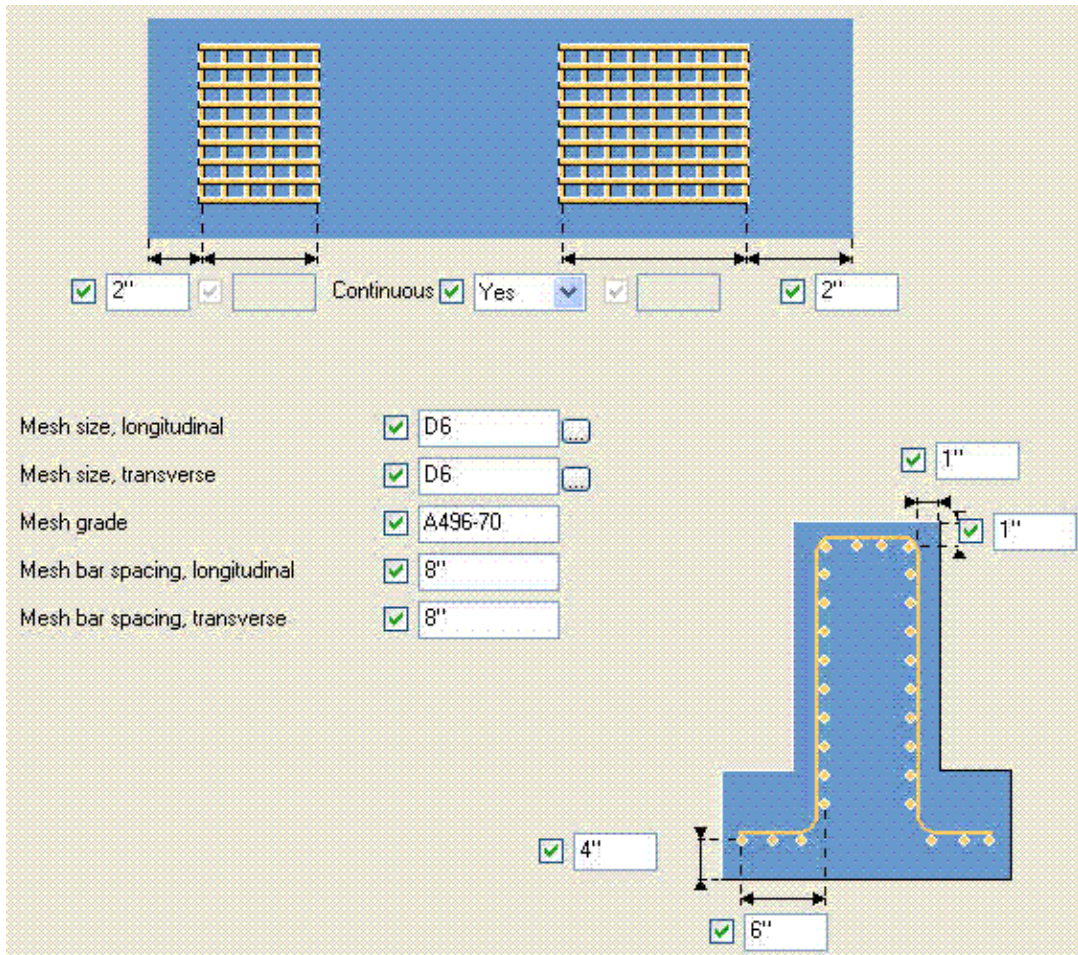 2" Continuous Yes 2"
Mesh size, longitudinal D6 ...
Mesh size, transverse D6 ...
Mesh grade A496-70
Mesh bar spacing, longitudinal 8"
Mesh bar spacing, transverse 8"
1"
1"
4"
6"